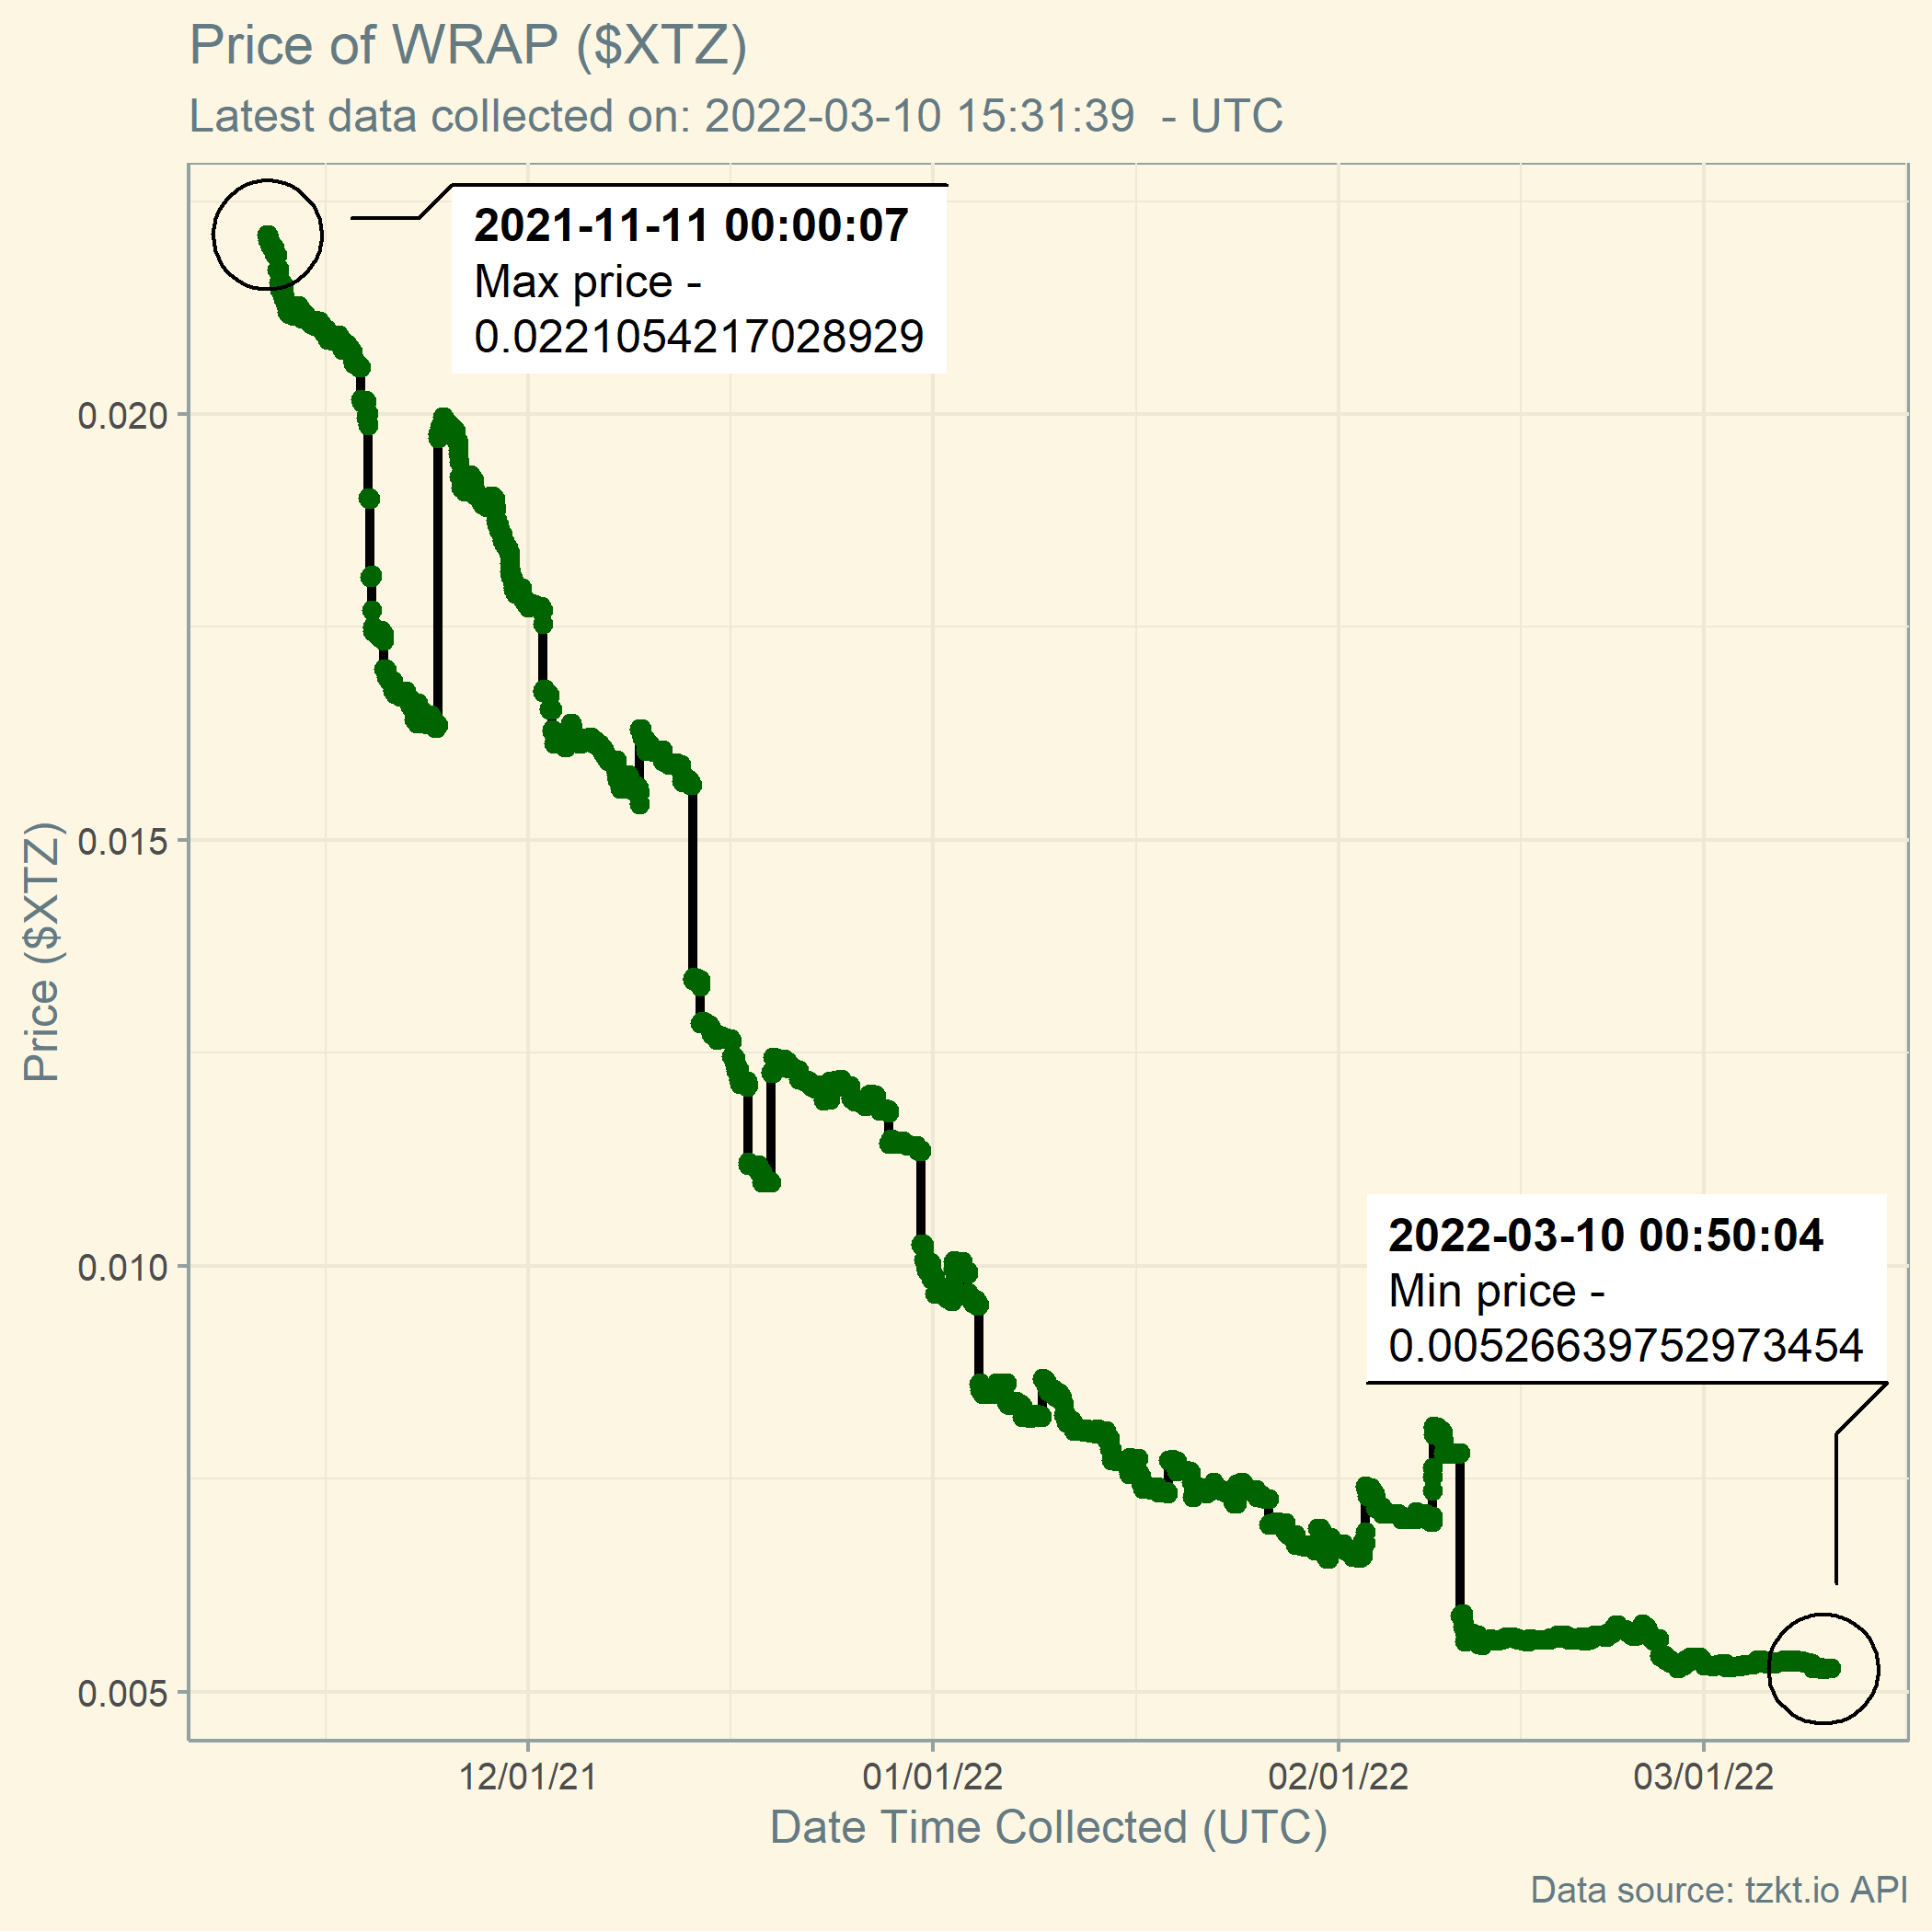 Price of WRAP ($XTZ)
Latest data collected on: 2022-03-10 15:31:39  - UTC
2021-11-11 00:00:07
Max price -
0.02210542170289​29
0.020
0.015
0.010
0.005
Price ($XTZ)
2022-03-10 00:50:04
Min price -
0.00526639752973454
12/01/21
01/01/22
02/01/22
03/01/22
Date Time Collected (UTC)
Data source: tzkt.io API